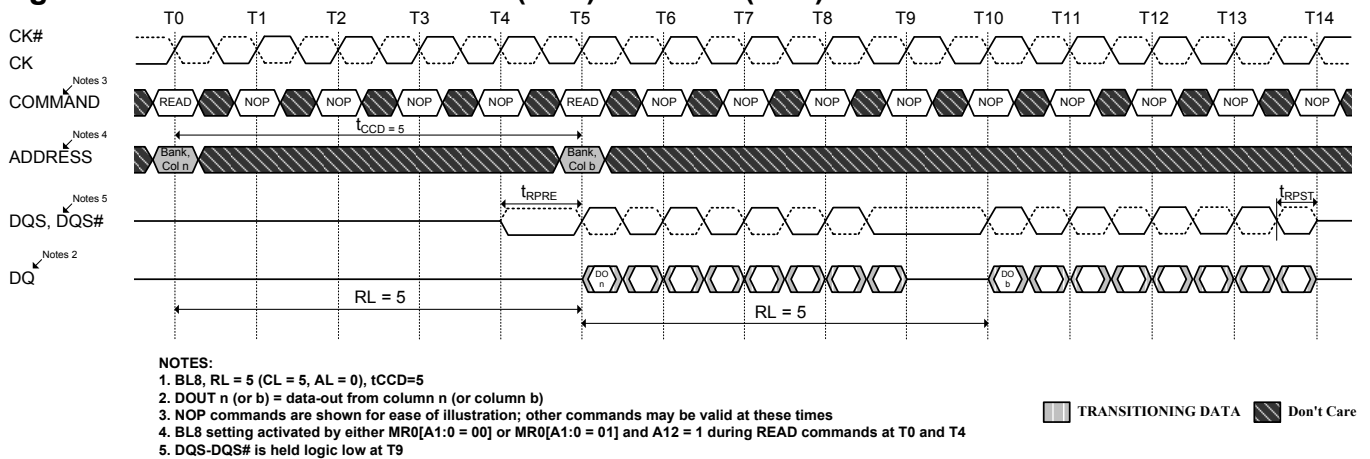 T0 T1 T2 T3 T4 T5 T6 T7 T8 T9 T10 T11 T12 T13 T14
CK#
CK
Notes 3
COMMAND READ NOP NOP NOP NOP READ NOP NOP NOP NOP NOP NOP NOP NOP NOP
tCCD = 5
Notes 4
ADDRESS Bank, Col n Bank, Col b
Notes 5
DQS, DQS# tRPRE tRPST
Notes 2
DQ DO n DO b
RL = 5
RL = 5
NOTES:
1. BL8, RL = 5 (CL = 5, AL = 0), tCCD=5
2. DOUT n (or b) = data-out from column n (or column b)
3. NOP commands are shown for ease of illustration; other commands may be valid at these times
4. BL8 setting activated by either MR0[A1:0 = 00] or MR0[A1:0 = 01] and A12 = 1 during READ commands at T0 and T4
5. DQS-DQS# is held logic low at T9
TRANSITIONING DATA Don't Care